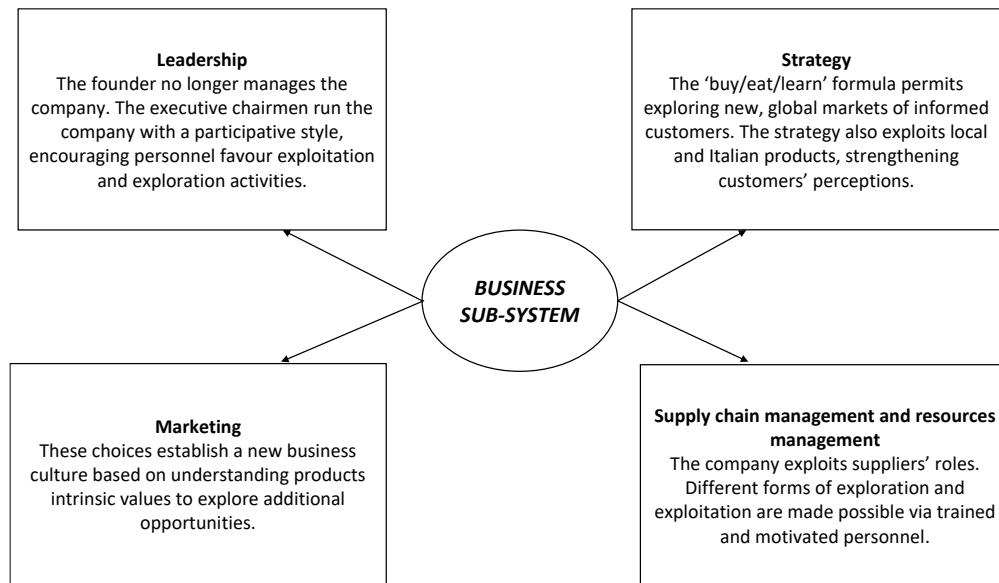 Leadership
The founder no longer manages the
company. The executive chairmen run the
company with a participative style,
encouraging personnel favour exploitation
and exploration activities.
Strategy
The ‘buy/eat/learn’ formula permits
exploring new, global markets of informed
customers. The strategy also exploits local
and Italian products, strengthening
customers’ perceptions.
BUSINESS
SUB-SYSTEM
Marketing
These choices establish a new business
culture based on understanding products
intrinsic values to explore additional
opportunities.
Supply chain management and resources
management
The company exploits suppliers’ roles.
Different forms of exploration and
exploitation are made possible via trained
and motivated personnel.